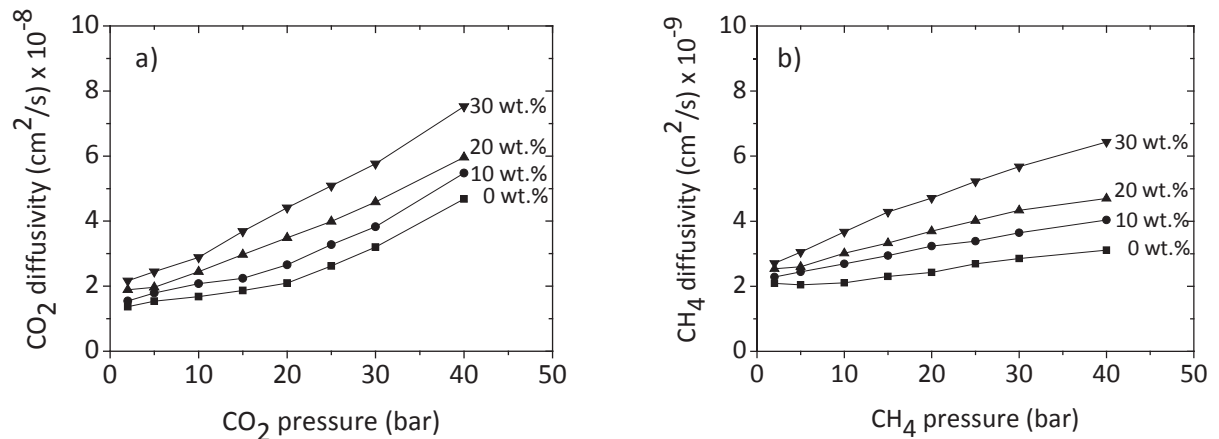 a)
CO2 diffusivity (cm2/s) x 10-8
10
8
6
4
2
0
30 wt.%
20 wt.%
10 wt.%
0 wt.%
0 10 20 30 40 50
CO2 pressure (bar)
b)
CH4 diffusivity (cm2/s) x 10-9
10
8
6
4
2
0
30 wt.%
20 wt.%
10 wt.%
0 wt.%
0 10 20 30 40 50
CH4 pressure (bar)